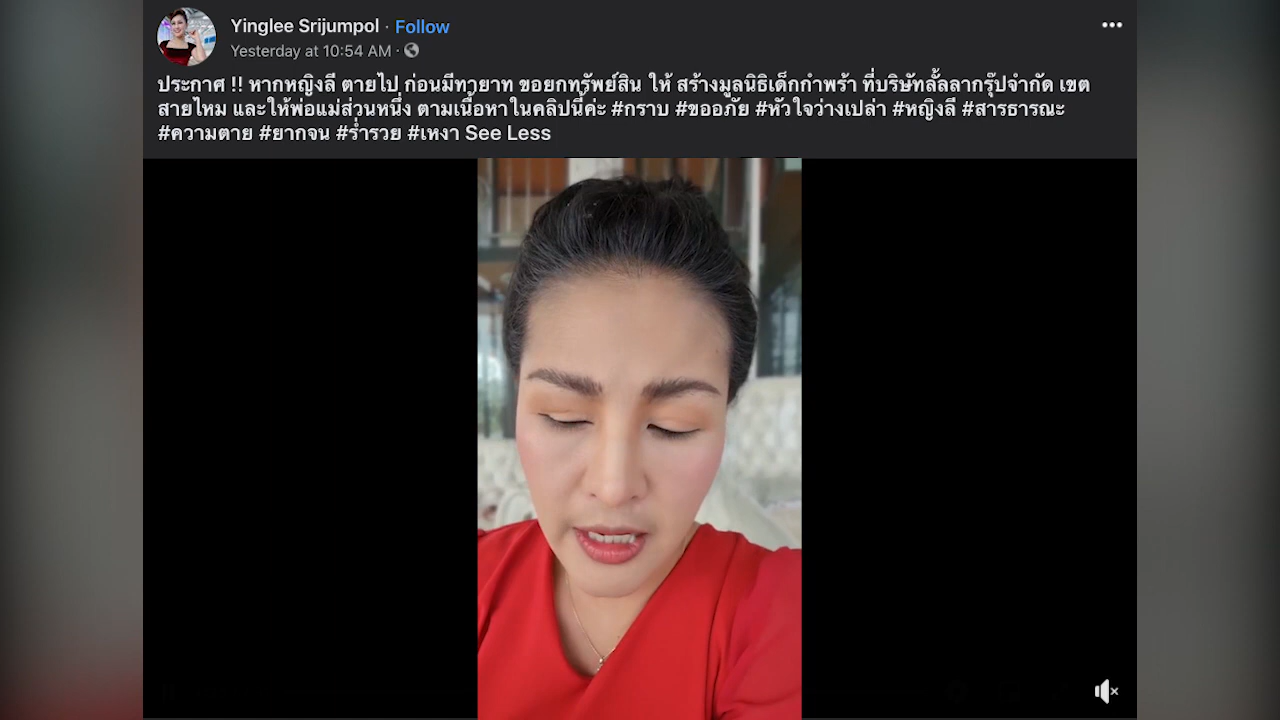 Yinglee Srijumpol · Follow
Yesterday at 10:54 AM ·
ประกาศ !! หากหญิงลี ตายไป ก่อนมีทายาท ขอยกทรัพย์สิน ให้ สร้างมูลนิธิเด็กกำพร้า ที่บริษัทลั้ลลากรุ๊ปจำกัด เขต
สายไหม และให้พ่อแม่ส่วนหนึ่ง ตามเนื้อหาในคลิปนี้ค่ะ #กราบ #ขออภัย #หัวใจว่างเปล่า #หญิงลี #สารธารณะ
#ความตาย #ยากจน #ร่ำรวย #เหงา See Less